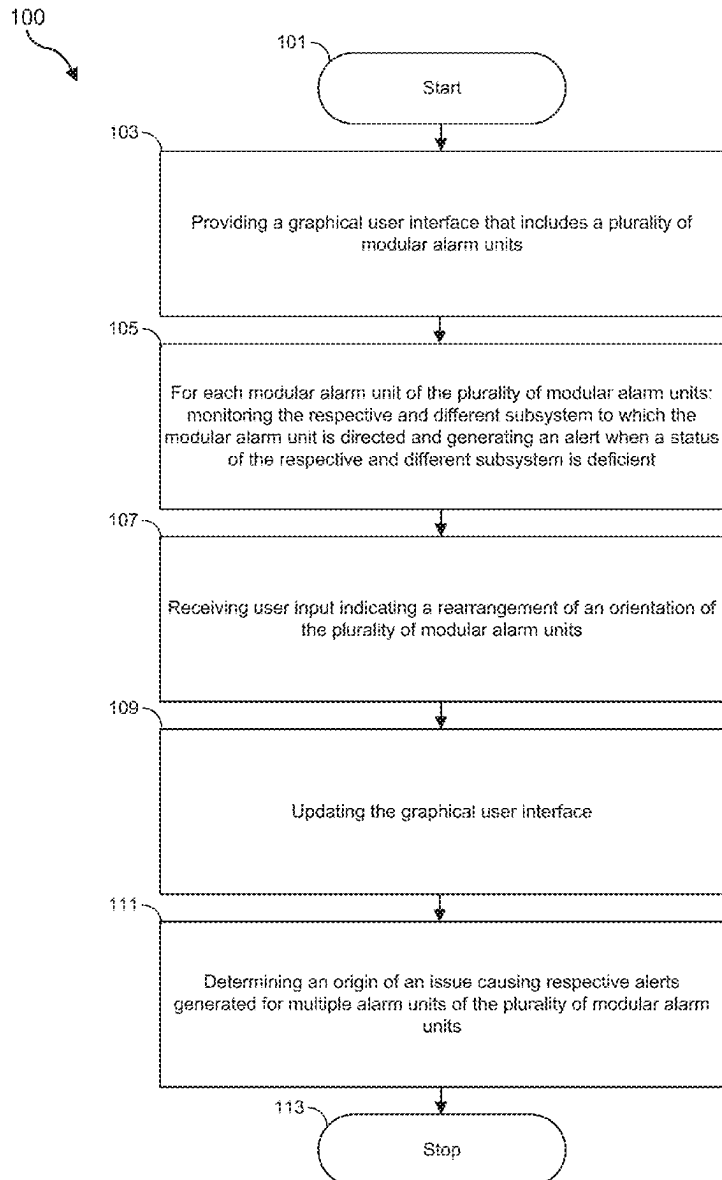 100
101
Start
103
Providing a graphical user interface that includes a plurality of
modular alarm units
105
For each modular alarm unit of the plurality of modular alarm units:
monitoring the respective and different subsystem to which the
modular alarm unit is directed and generating an alert when a status
of the respective and different subsystem is deficient
107
Receiving user input indicating a rearrangement of an orientation of
the plurality of modular alarm units
109
Updating the graphical user interface
111
Determining an origin of an issue causing respective alerts
generated for multiple alarm units of the plurality of modular alarm
units
113
Stop